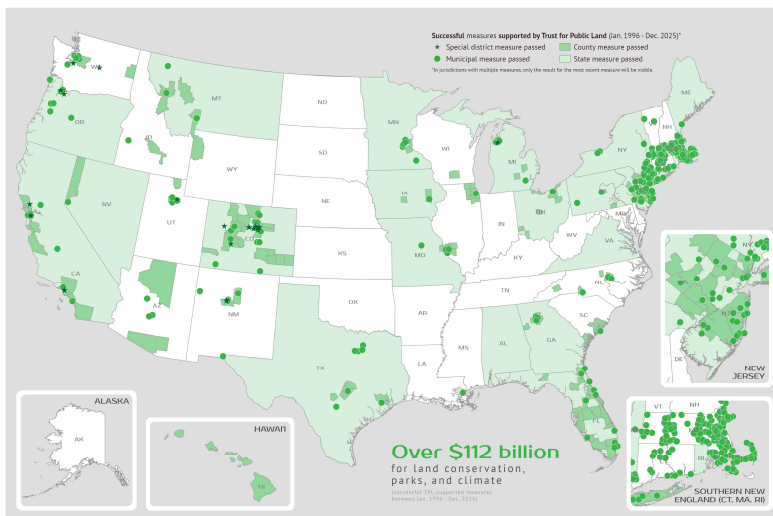 Successful measures supported by Trust for Public Land (Jan. 1996 - Dec. 2025)*
★ Special district measure passed
County measure passed
● Municipal measure passed
State measure passed
*In jurisdictions with multiple measures, only the result for the most recent measure will be visible.
WA
MT
ND
MN
ME
VT
NH
OR
ID
SD
WI
MI
NY
WY
IA
NE
PA
NV
UT
CO
IN
OH
MD
WV
VA
CA
KS
MO
KY
AZ
NM
OK
TN
NC
AR
SC
MS
AL
GA
TX
LA
FL
NY
NJ
DE
NEW
JERSEY
ALASKA
AK
HAWAI'I
HI
VT
NH
MA
RI
SOUTHERN NEW
ENGLAND (CT, MA, RI)
Over $112 billion
for land conservation,
parks, and climate
(successful TPL-supported measures
between Jan. 1996 - Dec. 2024)